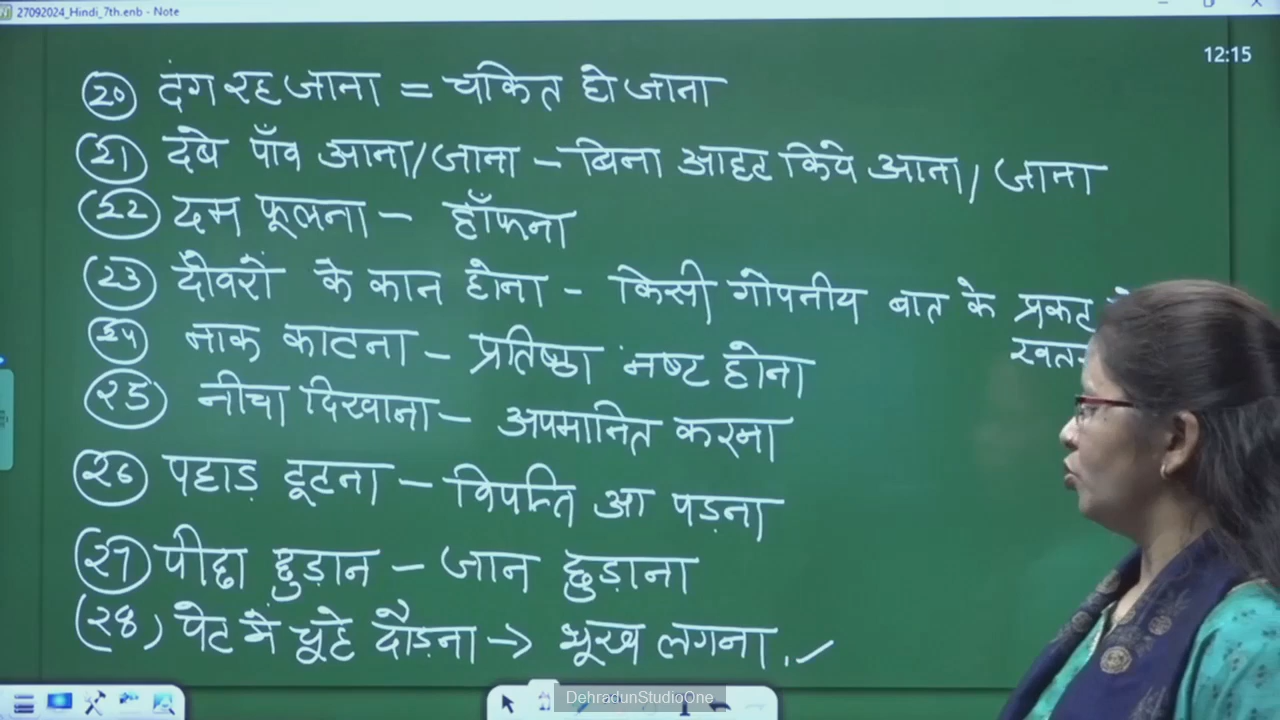 27092024_Hindi_7th.enb - Note
12:15
20 दंग रह जाना = चकित हो जाना
21 दबे पाँव आना/जाना - बिना आहट किये आना/जाना
22 दम फूलना - हाँफना
23 दीवरों के कान होना - किसी गोपनीय बात के प्रकट
24 नाक काटना - प्रतिष्ठा नष्ट होना
25 नीचा दिखाना - अपमानित करना
26 पहाड़ टूटना - विपत्ति आ पड़ना
27 पीछा छुड़ान - जान छुड़ाना
(28) पेट में चूहे दौड़ना → भूख लगना.
DehradunStudioOne